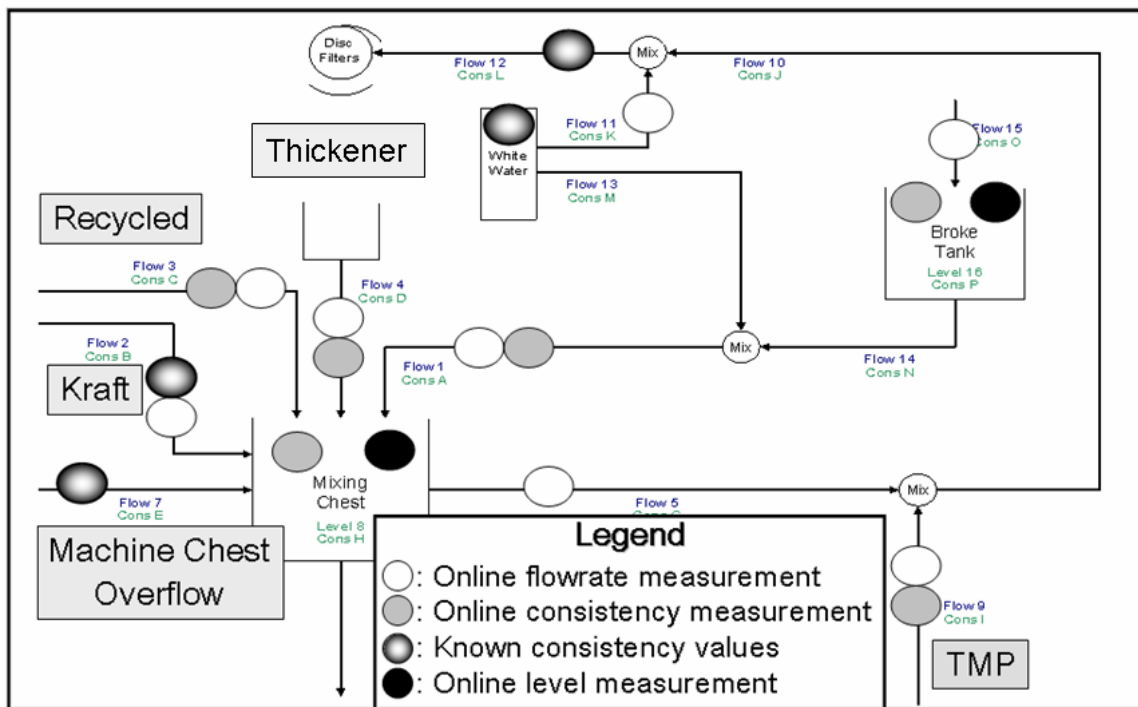 Disc
Filters
Flow 12
Cons L
Mix
Flow 10
Cons J
Thickener
Flow 11
Cons K
White
Water
Flow 13
Cons M
Flow 15
Cons O
Broke
Tank
Level 16
Cons P
Recycled
Flow 3
Cons C
Flow 4
Cons D
Flow 2
Cons B
Kraft
Flow 1
Cons A
Mix
Flow 14
Cons N
Mixing
Chest
Level 8
Cons H
Flow 7
Cons E
Machine Chest
Overflow
Flow 5
Mix
Legend
: Online flowrate measurement
: Online consistency measurement
: Known consistency values
: Online level measurement
Flow 9
Cons I
TMP